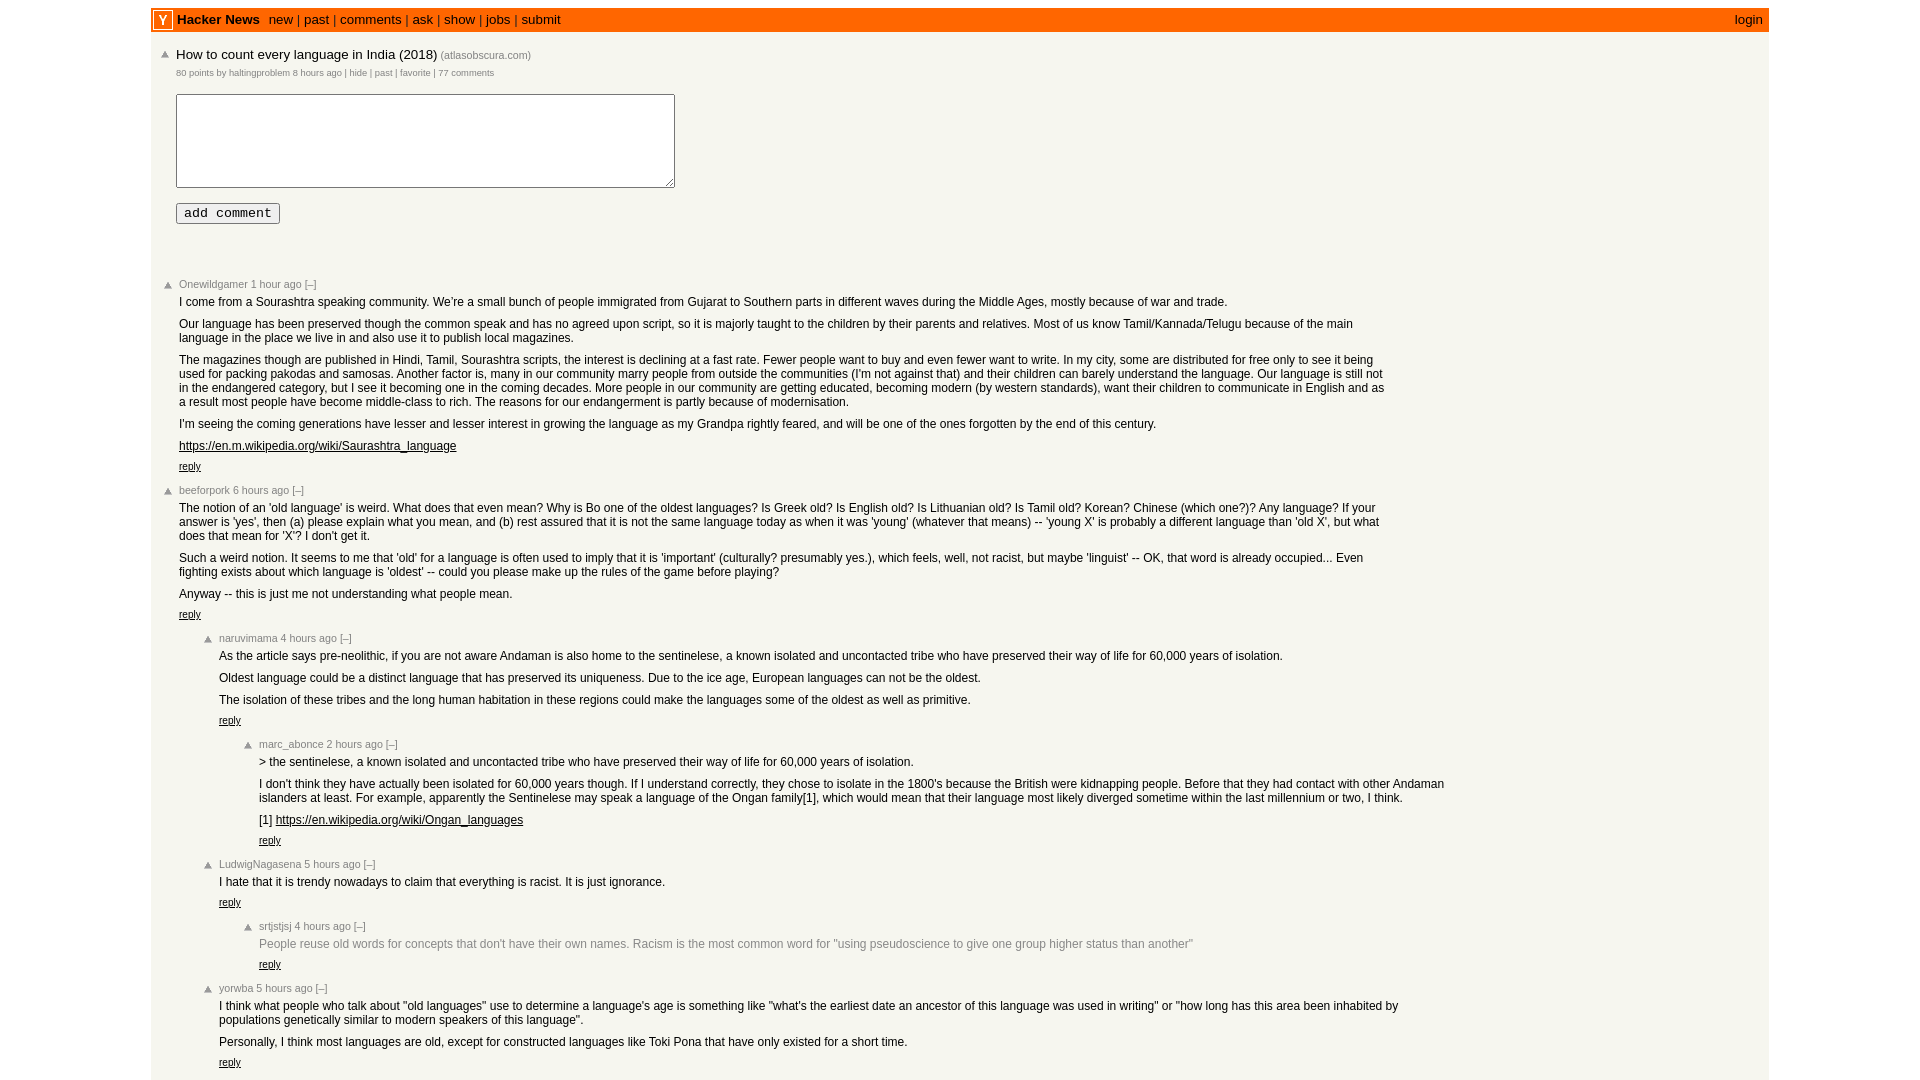 Y Hacker News new | past | comments | ask | show | jobs | submit login
How to count every language in India (2018) (atlasobscura.com)
80 points by haltingproblem 8 hours ago | hide | past | favorite | 77 comments
add comment
Onewildgamer 1 hour ago [–]
I come from a Sourashtra speaking community. We're a small bunch of people immigrated from Gujarat to Southern parts in different waves during the Middle Ages, mostly because of war and trade.
Our language has been preserved though the common speak and has no agreed upon script, so it is majorly taught to the children by their parents and relatives. Most of us know Tamil/Kannada/Telugu because of the main
language in the place we live in and also use it to publish local magazines.
The magazines though are published in Hindi, Tamil, Sourashtra scripts, the interest is declining at a fast rate. Fewer people want to buy and even fewer want to write. In my city, some are distributed for free only to see it being
used for packing pakodas and samosas. Another factor is, many in our community marry people from outside the communities (I'm not against that) and their children can barely understand the language. Our language is still not
in the endangered category, but I see it becoming one in the coming decades. More people in our community are getting educated, becoming modern (by western standards), want their children to communicate in English and as
a result most people have become middle-class to rich. The reasons for our endangerment is partly because of modernisation.
I'm seeing the coming generations have lesser and lesser interest in growing the language as my Grandpa rightly feared, and will be one of the ones forgotten by the end of this century.
https://en.m.wikipedia.org/wiki/Saurashtra_language
reply
beeforpork 6 hours ago [–]
The notion of an 'old language' is weird. What does that even mean? Why is Bo one of the oldest languages? Is Greek old? Is English old? Is Lithuanian old? Is Tamil old? Korean? Chinese (which one?)? Any language? If your
answer is 'yes', then (a) please explain what you mean, and (b) rest assured that it is not the same language today as when it was 'young' (whatever that means) -- 'young X' is probably a different language than 'old X', but what
does that mean for 'X'? I don't get it.
Such a weird notion. It seems to me that 'old' for a language is often used to imply that it is 'important' (culturally? presumably yes.), which feels, well, not racist, but maybe 'linguist' -- OK, that word is already occupied... Even
fighting exists about which language is 'oldest' -- could you please make up the rules of the game before playing?
Anyway -- this is just me not understanding what people mean.
reply
naruvimama 4 hours ago [–]
As the article says pre-neolithic, if you are not aware Andaman is also home to the sentinelese, a known isolated and uncontacted tribe who have preserved their way of life for 60,000 years of isolation.
Oldest language could be a distinct language that has preserved its uniqueness. Due to the ice age, European languages can not be the oldest.
The isolation of these tribes and the long human habitation in these regions could make the languages some of the oldest as well as primitive.
reply
marc_abonce 2 hours ago [–]
> the sentinelese, a known isolated and uncontacted tribe who have preserved their way of life for 60,000 years of isolation.
I don't think they have actually been isolated for 60,000 years though. If I understand correctly, they chose to isolate in the 1800's because the British were kidnapping people. Before that they had contact with other Andaman
islanders at least. For example, apparently the Sentinelese may speak a language of the Ongan family[1], which would mean that their language most likely diverged sometime within the last millennium or two, I think.
[1] https://en.wikipedia.org/wiki/Ongan_languages
reply
LudwigNagasena 5 hours ago [–]
I hate that it is trendy nowadays to claim that everything is racist. It is just ignorance.
reply
srtjstjsj 4 hours ago [–]
People reuse old words for concepts that don't have their own names. Racism is the most common word for "using pseudoscience to give one group higher status than another"
reply
yorwba 5 hours ago [–]
I think what people who talk about "old languages" use to determine a language's age is something like "what's the earliest date an ancestor of this language was used in writing" or "how long has this area been inhabited by
populations genetically similar to modern speakers of this language".
Personally, I think most languages are old, except for constructed languages like Toki Pona that have only existed for a short time.
reply